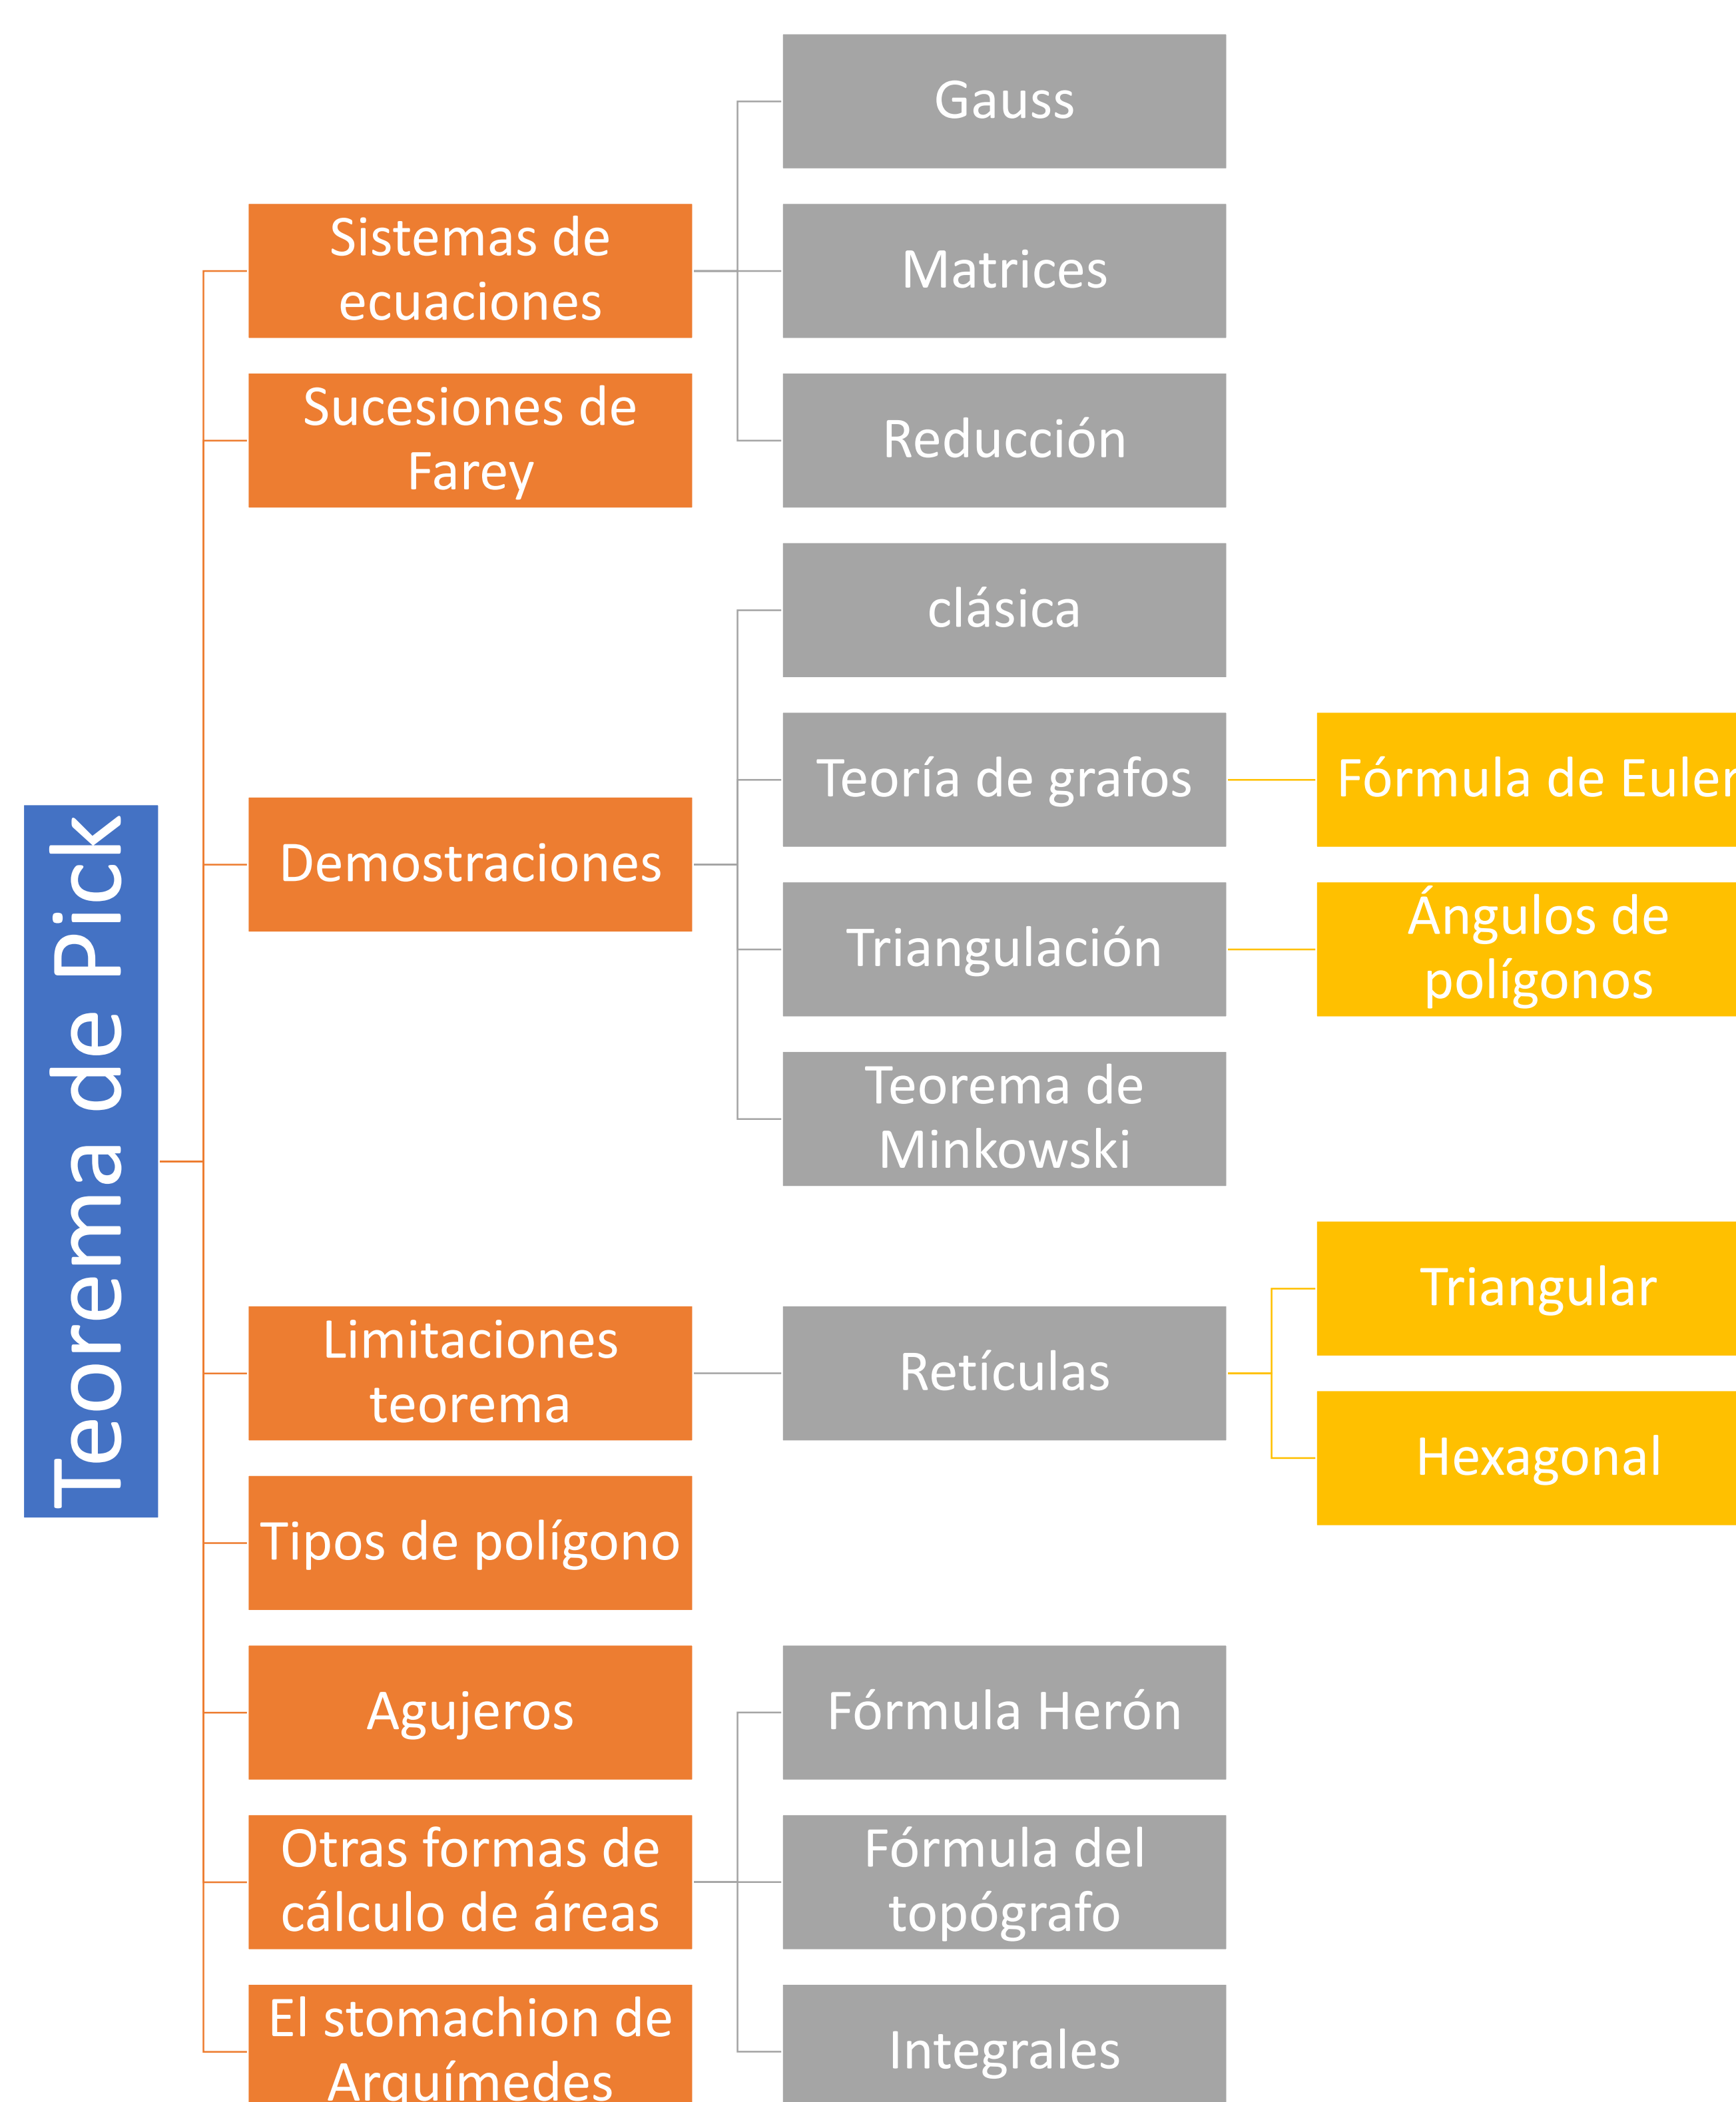 Teorema de Pick
Sistemas de
ecuaciones
Gauss
Matrices
Reducción
Sucesiones de
Farey
Demostraciones
clásica
Teoría de grafos
Fórmula de Euler
Triangulación
Ángulos de
polígonos
Teorema de
Minkowski
Limitaciones
teorema
Retículas
Triangular
Hexagonal
Tipos de polígono
Agujeros
Otras formas de
cálculo de áreas
Fórmula Herón
Fórmula del
topógrafo
Integrales
El stomachion de
Arquímedes